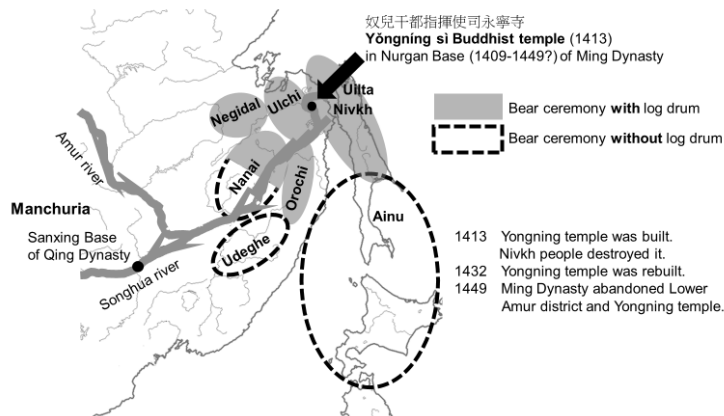 奴兒干都指揮使司永寧寺
Yǒngníng sì Buddhist temple (1413)
in Nurgan Base (1409-1449?) of Ming Dynasty
Negidal
Ulchi
Uilta
Nivkh
Bear ceremony with log drum
Bear ceremony without log drum
Amur river
Nanai
Orochi
Manchuria
Ainu
Sanxing Base
of Qing Dynasty
Udeghe
Songhua river
1413 Yongning temple was built.
Nivkh people destroyed it.
1432 Yongning temple was rebuilt.
1449 Ming Dynasty abandoned Lower
Amur district and Yongning temple.